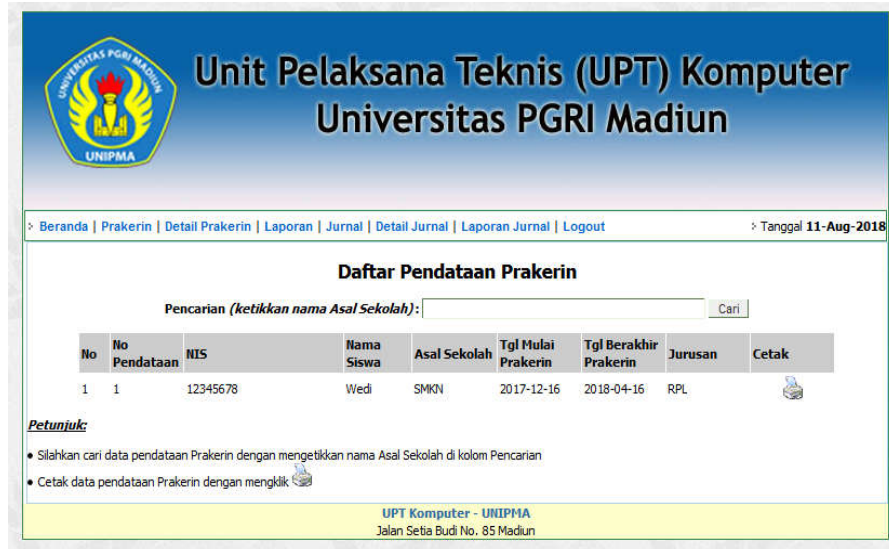 UNIVERSITAS PGRI MADIUN
UNIPMA
Unit Pelaksana Teknis (UPT) Komputer
Universitas PGRI Madiun
Beranda | Prakerin | Detail Prakerin | Laporan | Jurnal | Detail Jurnal | Laporan Jurnal | Logout
Tanggal 11-Aug-2018
Daftar Pendataan Prakerin
Pencarian (ketikkan nama Asal Sekolah) : Cari
No No Pendataan NIS Nama Siswa Asal Sekolah Tgl Mulai Prakerin Tgl Berakhir Prakerin Jurusan Cetak
1 1 12345678 Wedi SMKN 2017-12-16 2018-04-16 RPL
Petunjuk:
• Silahkan cari data pendataan Prakerin dengan mengetikkan nama Asal Sekolah di kolom Pencarian
• Cetak data pendataan Prakerin dengan mengklik
UPT Komputer - UNIPMA
Jalan Setia Budi No. 85 Madiun